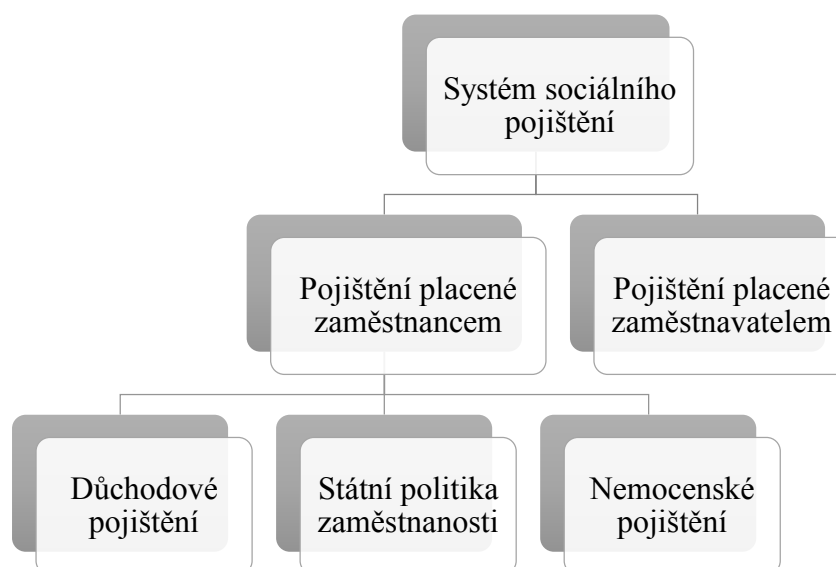 Systém sociálního
pojištění
Pojištění placené
zaměstnancem
Pojištění placené
zaměstnavatelem
Důchodové
pojištění
Státní politika
zaměstnanosti
Nemocenské
pojištění